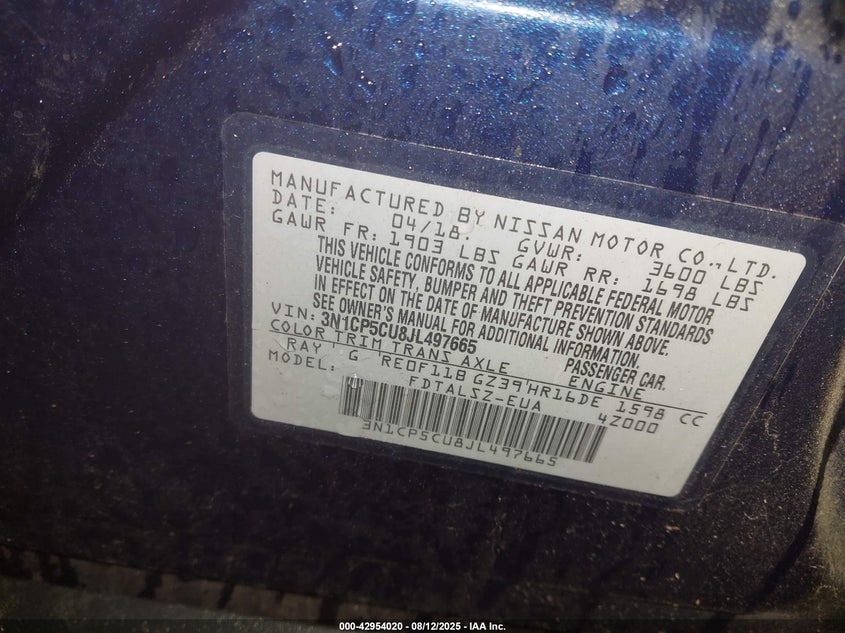 MANUFACTURED BY NISSAN MOTOR CO., LTD.
DATE: 04/18. GVWR: 3600 LBS
GAWR FR: 1903 LBS GAWR RR: 1698 LBS
THIS VEHICLE CONFORMS TO ALL APPLICABLE FEDERAL MOTOR
VEHICLE SAFETY, BUMPER AND THEFT PREVENTION STANDARDS
IN EFFECT ON THE DATE OF MANUFACTURE SHOWN ABOVE.
SEE OWNER'S MANUAL FOR ADDITIONAL INFORMATION.
VIN: 3N1CP5CU8JL497665 PASSENGER CAR.
COLOR TRIM TRANS AXLE ENGINE
RAY G RE0F11B GZ39 HR16DE 1598 CC
MODEL: FDTALSZ-EUA 42000
3N1CP5CU8JL497665
000-42954020 - 08/12/2025 - IAA Inc.